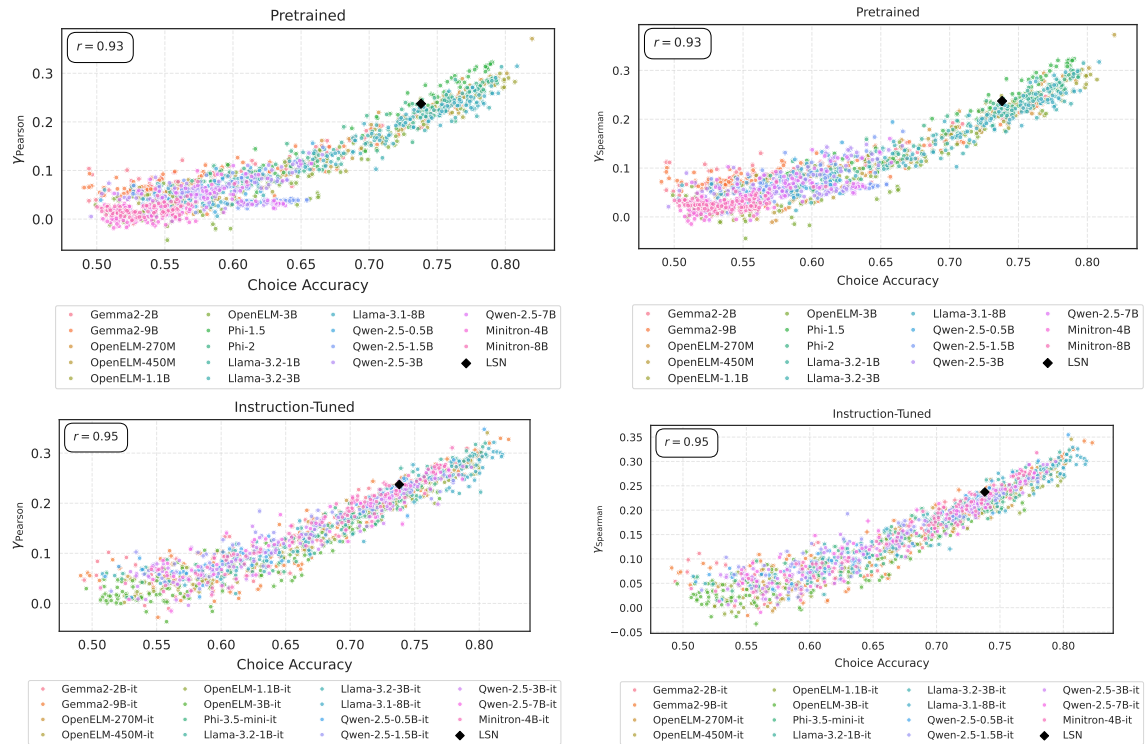 Pretrained
r = 0.93
0.3
0.2
0.1
0.0
γPearson
0.50 0.55 0.60 0.65 0.70 0.75 0.80
Choice Accuracy
Gemma2-2B OpenELM-3B Llama-3.1-8B Qwen-2.5-7B
Gemma2-9B Phi-1.5 Qwen-2.5-0.5B Minitron-4B
OpenELM-270M Phi-2 Qwen-2.5-1.5B Minitron-8B
OpenELM-450M Llama-3.2-1B Qwen-2.5-3B LSN
OpenELM-1.1B Llama-3.2-3B
Pretrained
r = 0.93
0.3
0.2
0.1
0.0
γSpearman
0.50 0.55 0.60 0.65 0.70 0.75 0.80
Choice Accuracy
Gemma2-2B OpenELM-3B Llama-3.1-8B Qwen-2.5-7B
Gemma2-9B Phi-1.5 Qwen-2.5-0.5B Minitron-4B
OpenELM-270M Phi-2 Qwen-2.5-1.5B Minitron-8B
OpenELM-450M Llama-3.2-1B Qwen-2.5-3B LSN
OpenELM-1.1B Llama-3.2-3B
Instruction-Tuned
r = 0.95
0.3
0.2
0.1
0.0
γPearson
0.50 0.55 0.60 0.65 0.70 0.75 0.80
Choice Accuracy
Gemma2-2B-it OpenELM-1.1B-it Llama-3.2-3B-it Qwen-2.5-3B-it
Gemma2-9B-it OpenELM-3B-it Llama-3.1-8B-it Qwen-2.5-7B-it
OpenELM-270M-it Phi-3.5-mini-it Qwen-2.5-0.5B-it Minitron-4B-it
OpenELM-450M-it Llama-3.2-1B-it Qwen-2.5-1.5B-it LSN
Instruction-Tuned
r = 0.95
0.35
0.30
0.25
0.20
0.15
0.10
0.05
0.00
−0.05
γSpearman
0.50 0.55 0.60 0.65 0.70 0.75 0.80
Choice Accuracy
Gemma2-2B-it OpenELM-1.1B-it Llama-3.2-3B-it Qwen-2.5-3B-it
Gemma2-9B-it OpenELM-3B-it Llama-3.1-8B-it Qwen-2.5-7B-it
OpenELM-270M-it Phi-3.5-mini-it Qwen-2.5-0.5B-it Minitron-4B-it
OpenELM-450M-it Llama-3.2-1B-it Qwen-2.5-1.5B-it LSN